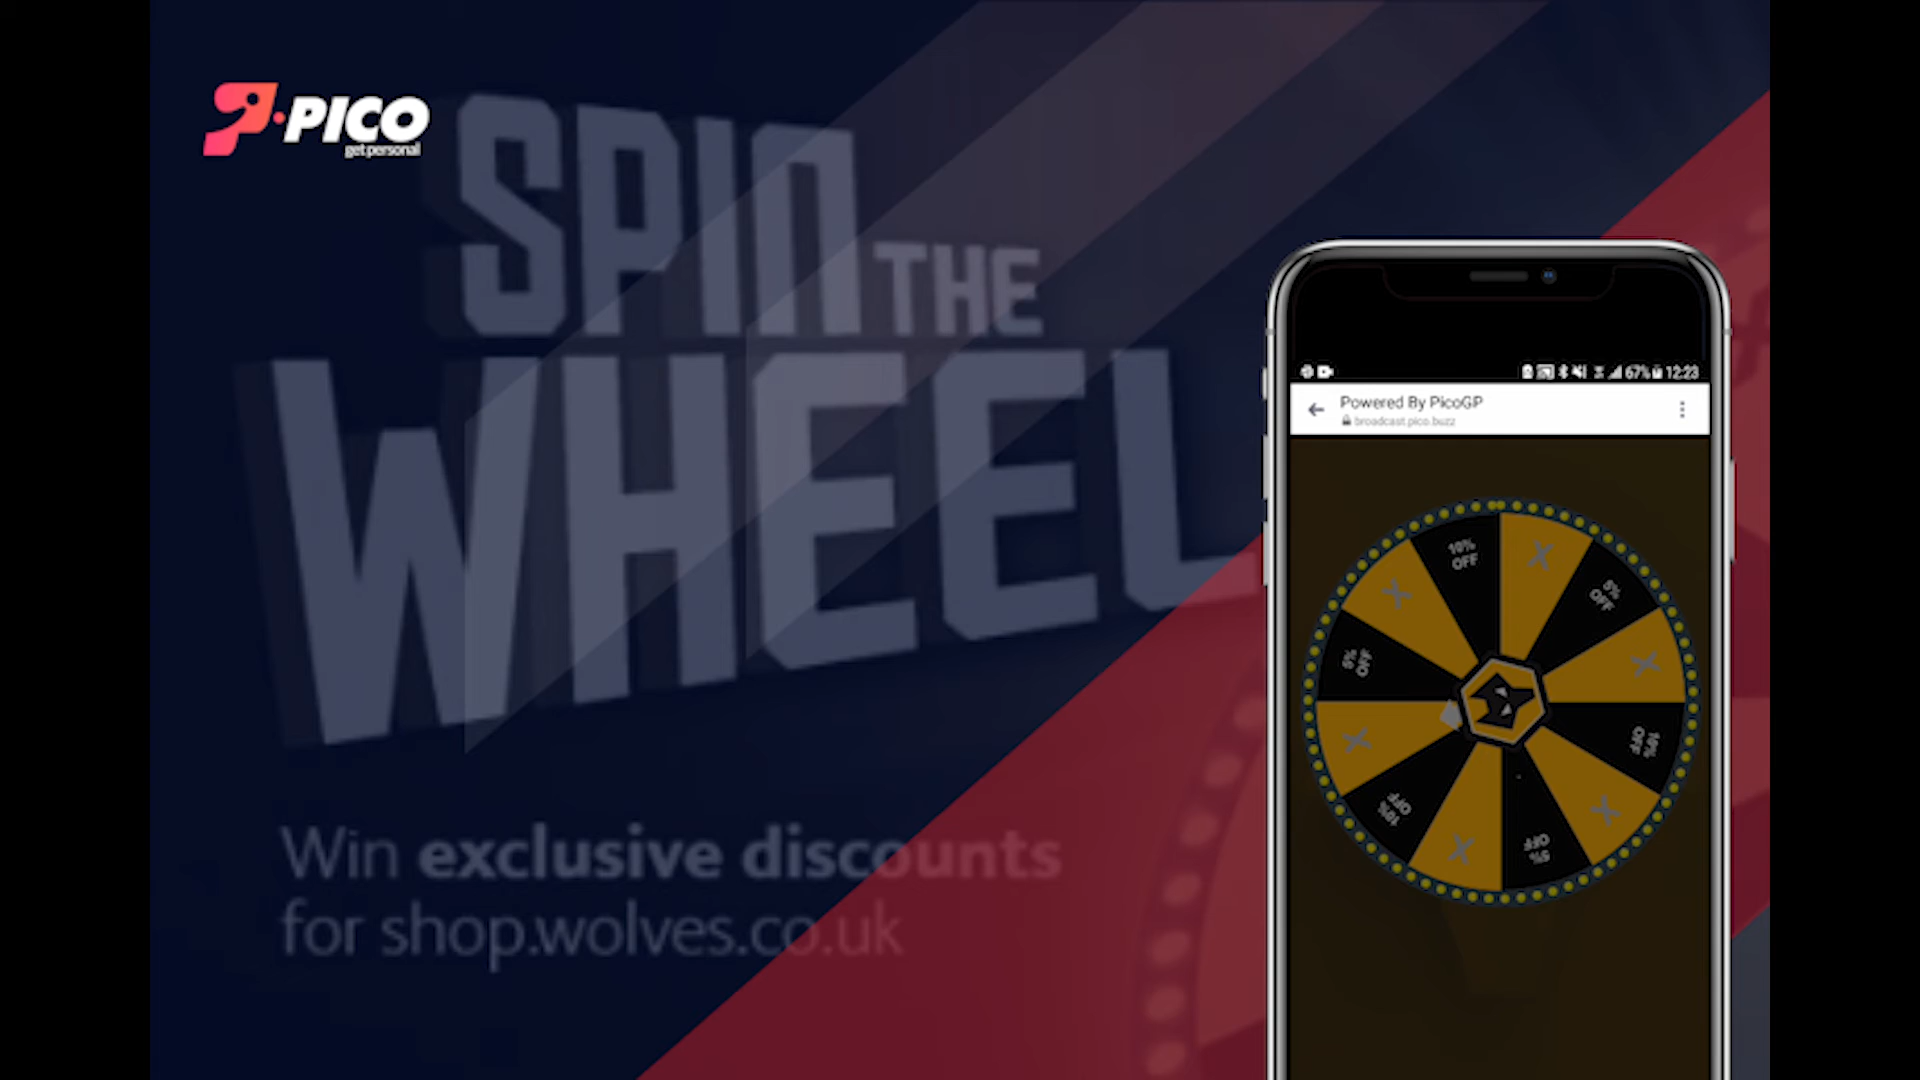 PICO
get personal
SPIN THE
WHEEL
Win exclusive discounts
for shop.wolves.co.uk
67% 12:23
Powered By PicoGP
broadcast.pico.buzz
10%
OFF
X
5%
OFF
X
10%
OFF
X
5%
OFF
X
10%
OFF
X
5%
OFF
X